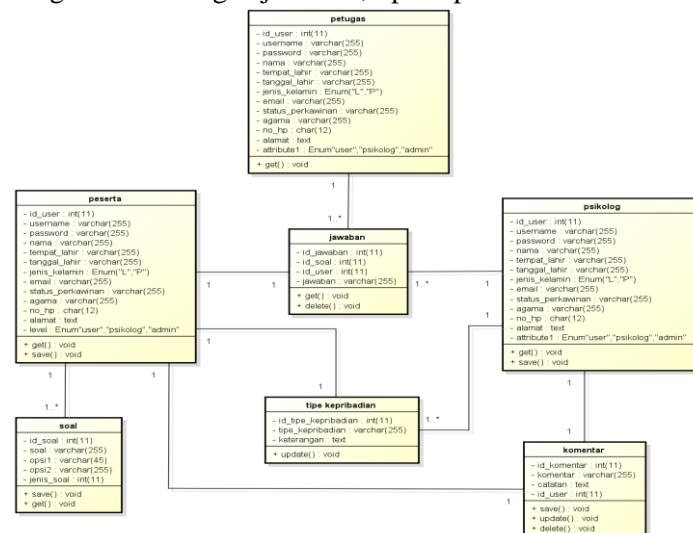 petugas
- id_user : int(11)
- username : varchar(255)
- password : varchar(255)
- nama : varchar(255)
- tempat_lahir : varchar(255)
- tanggal_lahir : varchar(255)
- jenis_kelamin : Enum("L","P")
- email : varchar(255)
- status_perkawinan : varchar(255)
- agama : varchar(255)
- no_hp : char(12)
- alamat : text
- attribute1 : Enum"user","psikolog","admin"
+ get() : void
1
1..*
peserta
- id_user : int(11)
- username : varchar(255)
- password : varchar(255)
- nama : varchar(255)
- tempat_lahir : varchar(255)
- tanggal_lahir : varchar(255)
- jenis_kelamin : Enum("L","P")
- email : varchar(255)
- status_perkawinan : varchar(255)
- agama : varchar(255)
- no_hp : char(12)
- alamat : text
- level : Enum"user","psikolog","admin"
+ get() : void
+ save() : void
jawaban
- id_jawaban : int(11)
- id_soal : int(11)
- id_user : int(11)
- jawaban : varchar(255)
+ get() : void
+ delete() : void
psikolog
- id_user : int(11)
- username : varchar(255)
- password : varchar(255)
- nama : varchar(255)
- tempat_lahir : varchar(255)
- tanggal_lahir : varchar(255)
- jenis_kelamin : Enum("L","P")
- email : varchar(255)
- status_perkawinan : varchar(255)
- agama : varchar(255)
- no_hp : char(12)
- alamat : text
- attribute1 : Enum"user","psikolog","admin"
+ get() : void
+ save() : void
1
1
1..*
1
1
1
1
1
1..*
1
1..*
1
soal
- id_soal : int(11)
- soal : varchar(255)
- opsi1 : varchar(45)
- opsi2 : varchar(255)
- jenis_soal : int(11)
+ save() : void
+ get() : void
tipe kepribadian
- id_tipe_kepribadian : int(11)
- tipe_kepribadian : varchar(255)
- keterangan : text
+ update() : void
1
1
komentar
- id_komentar : int(11)
- komentar : varchar(255)
- catatan : text
- id_user : int(11)
+ save() : void
+ update() : void
+ delete() : void